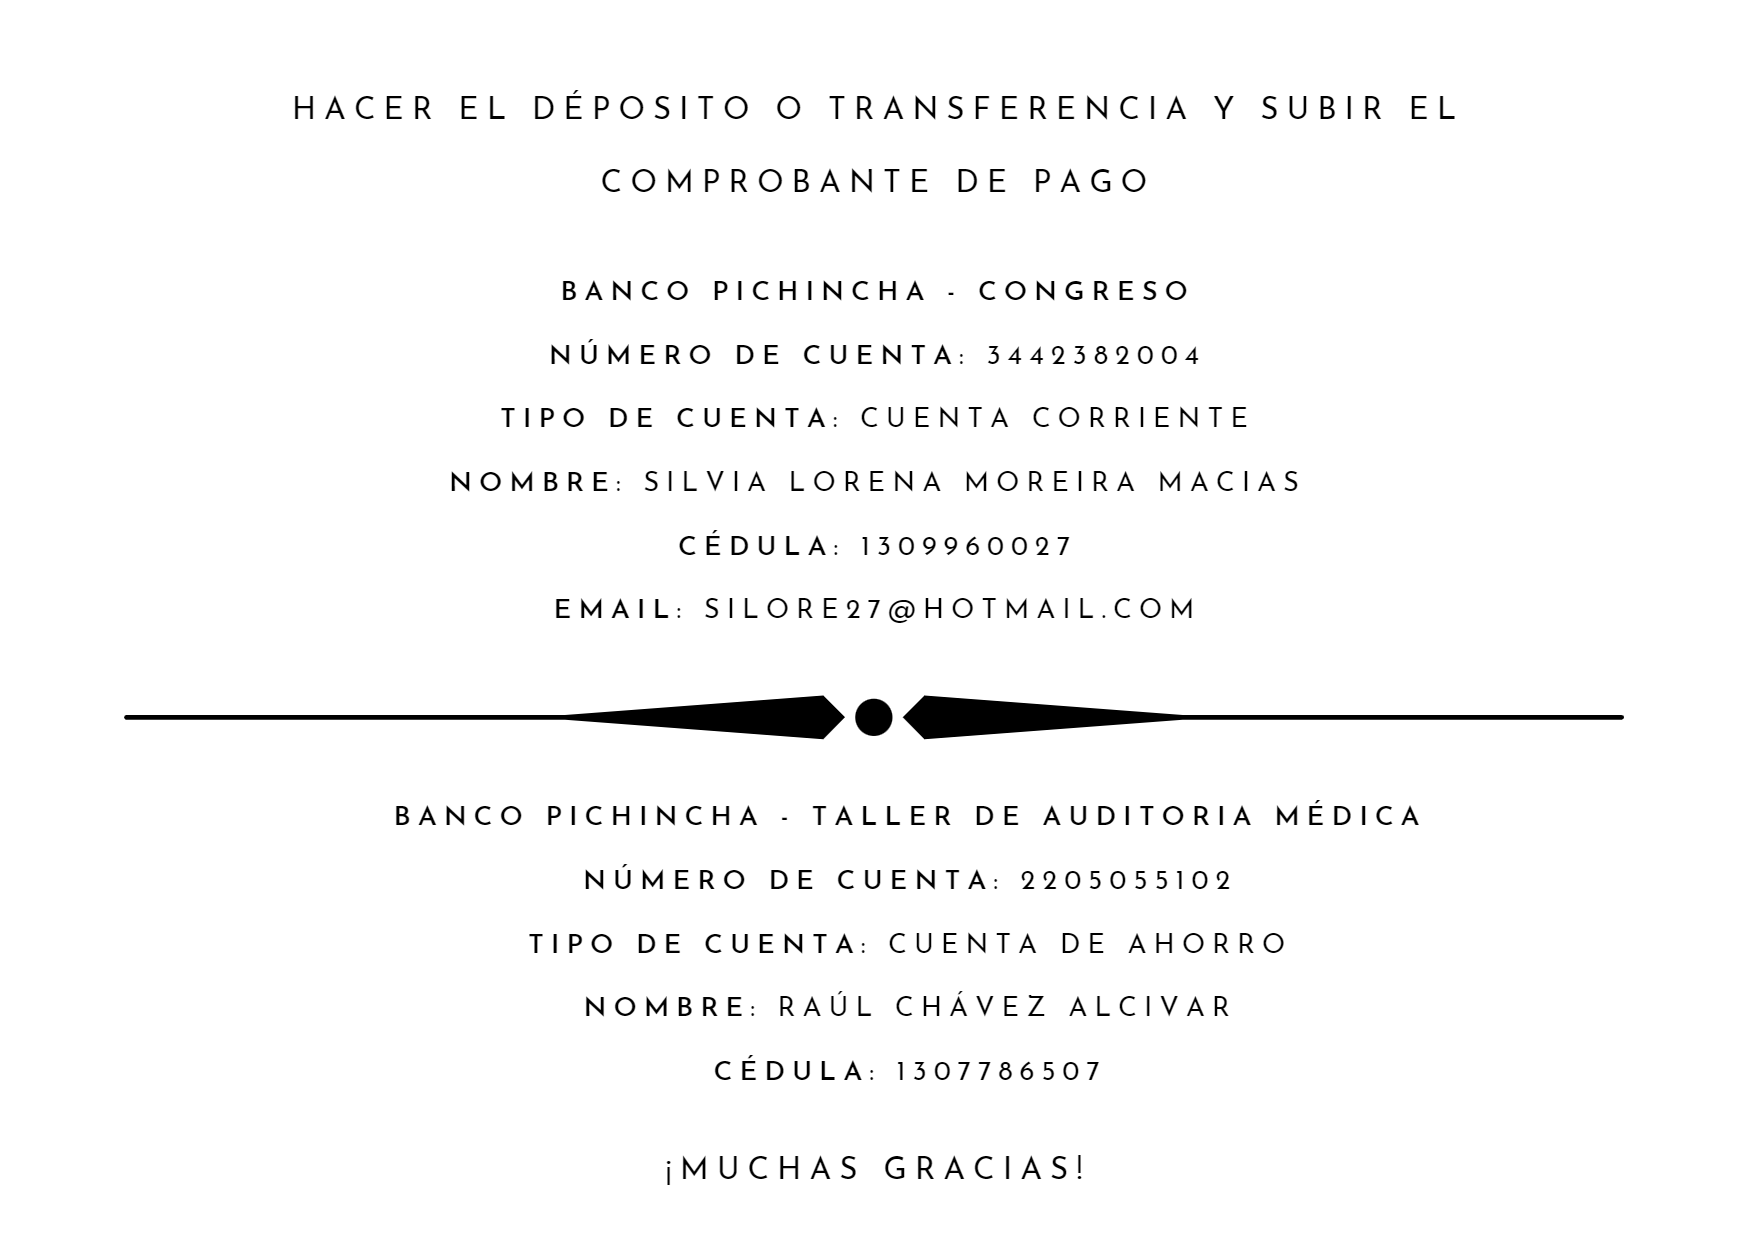 HACER EL DÉPOSITO O TRANSFERENCIA Y SUBIR EL
COMPROBANTE DE PAGO
BANCO PICHINCHA - CONGRESO
NÚMERO DE CUENTA: 3442382004
TIPO DE CUENTA: CUENTA CORRIENTE
NOMBRE: SILVIA LORENA MOREIRA MACIAS
CÉDULA: 1309960027
EMAIL: SILORE27@HOTMAIL.COM
BANCO PICHINCHA - TALLER DE AUDITORIA MÉDICA
NÚMERO DE CUENTA: 2205055102
TIPO DE CUENTA: CUENTA DE AHORRO
NOMBRE: RAÚL CHÁVEZ ALCIVAR
CÉDULA: 1307786507
¡MUCHAS GRACIAS!